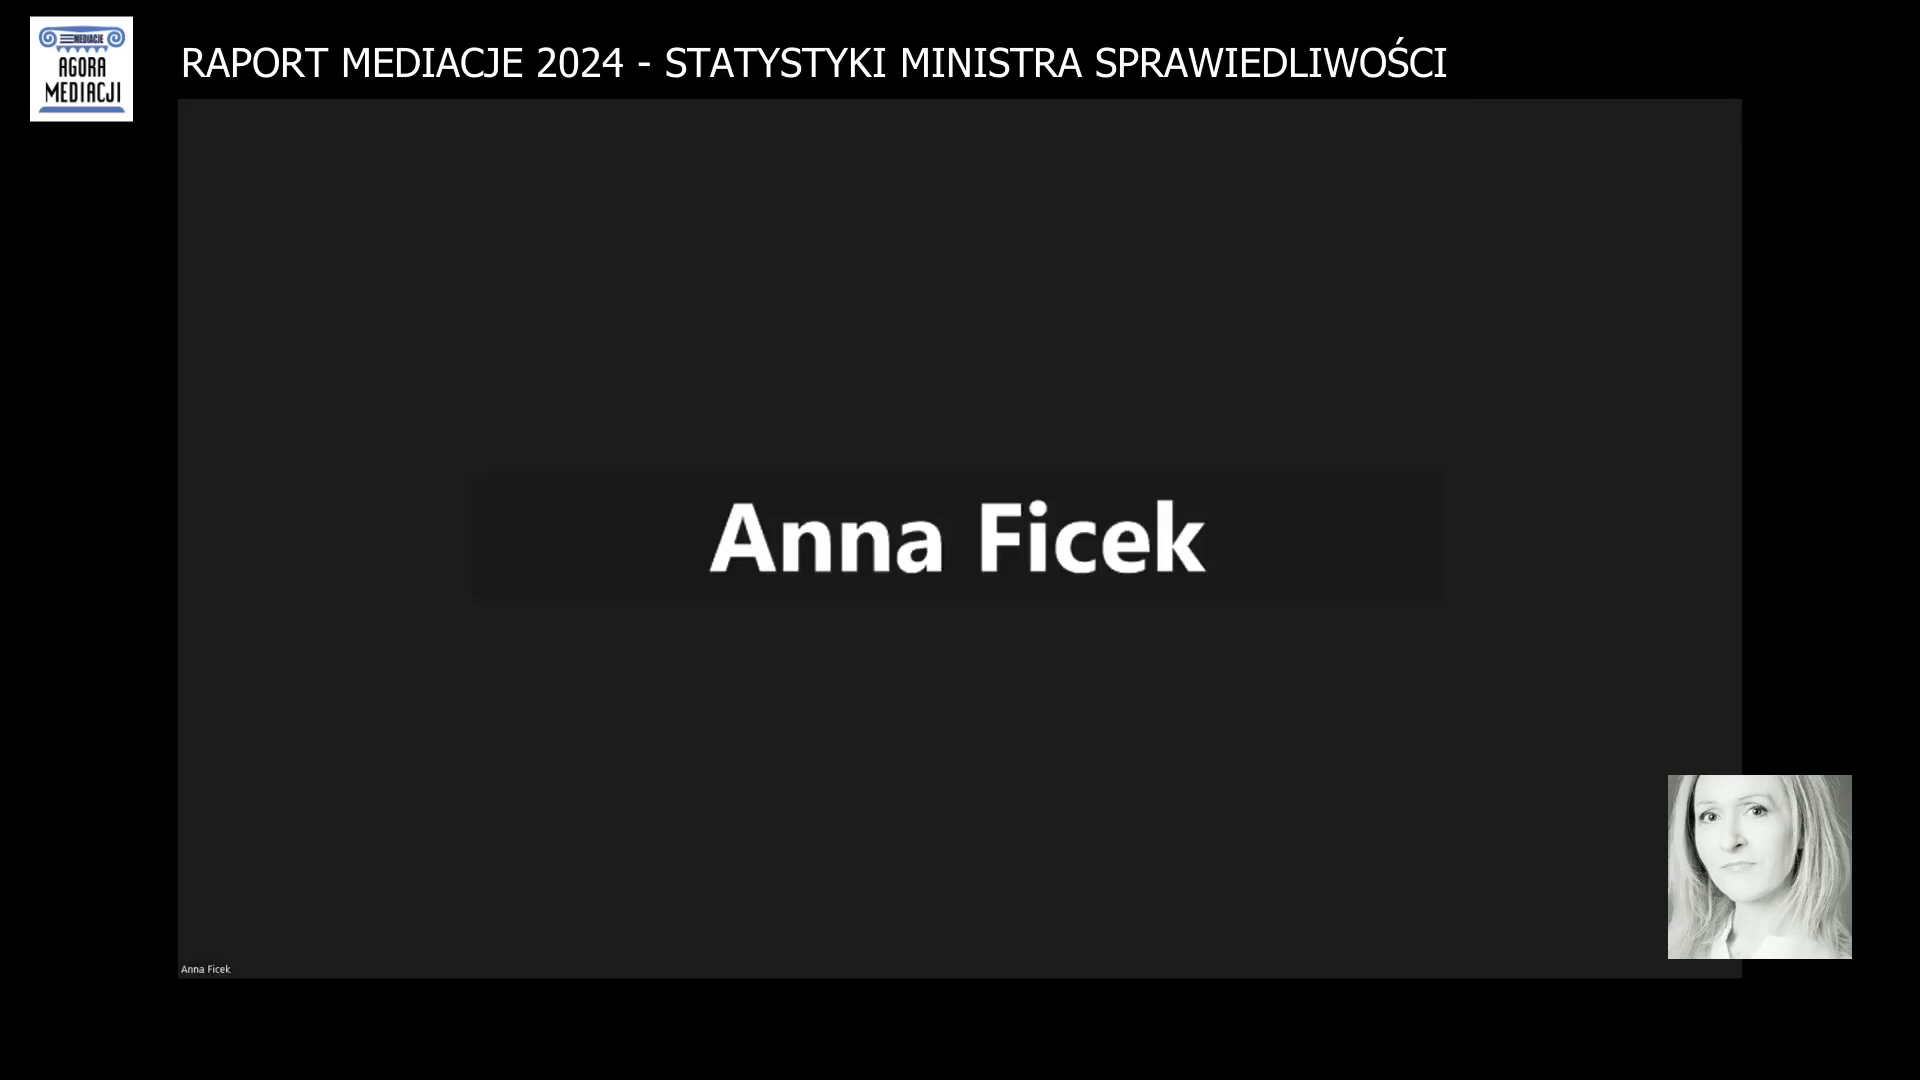 MEDIACJE
AGORA
MEDIACJI
RAPORT MEDIACJE 2024 - STATYSTYKI MINISTRA SPRAWIEDLIWOŚCI
Anna Ficek
Anna Ficek